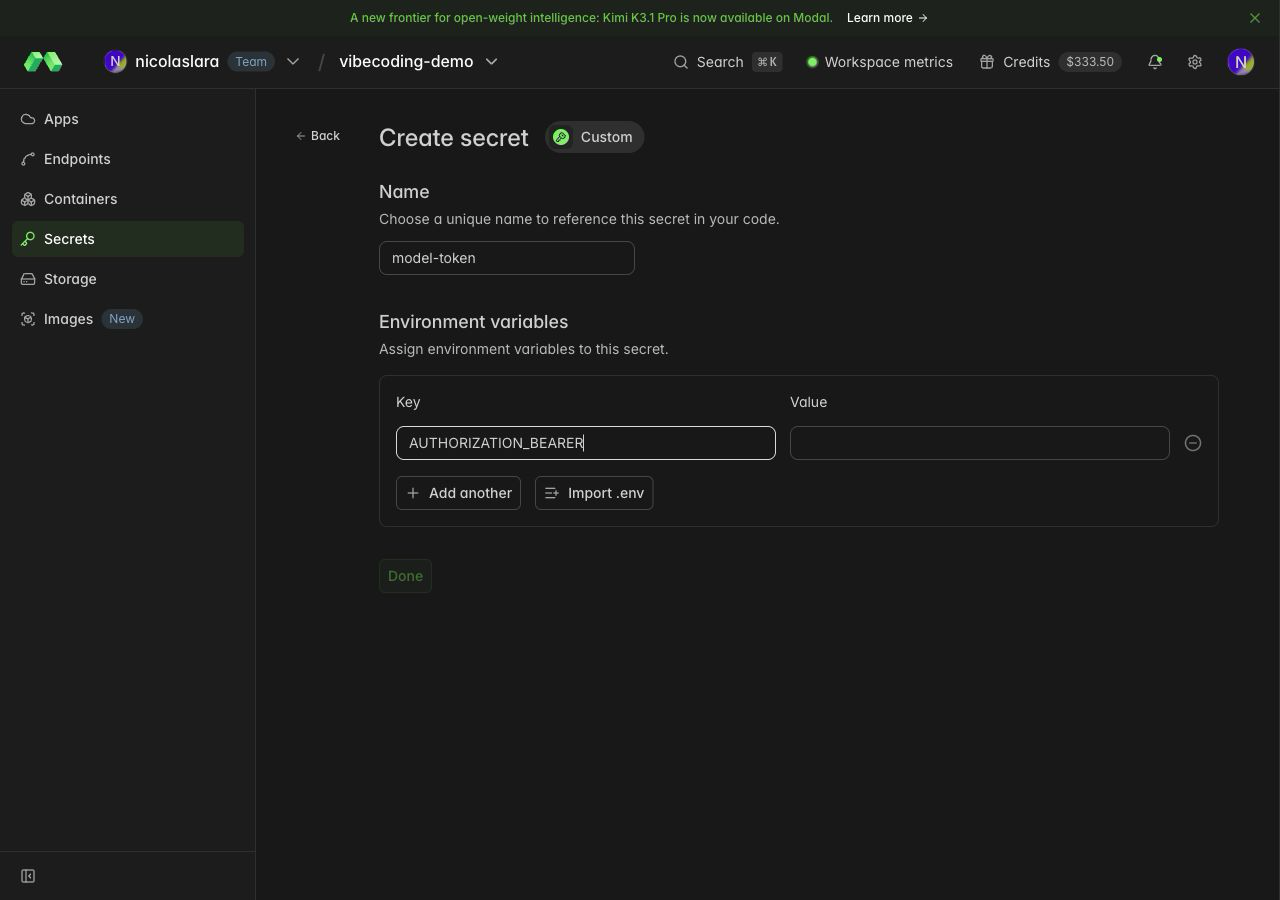 A new frontier for open-weight intelligence: Kimi K3.1 Pro is now available on Modal. Learn more →
N nicolaslara Team / vibecoding-demo Search ⌘K Workspace metrics Credits $333.50 N
Apps
Endpoints
Containers
Secrets
Storage
Images New
← Back
Create secret Custom
Name
Choose a unique name to reference this secret in your code.
model-token
Environment variables
Assign environment variables to this secret.
Key Value
AUTHORIZATION_BEARER
Add another Import .env
Done